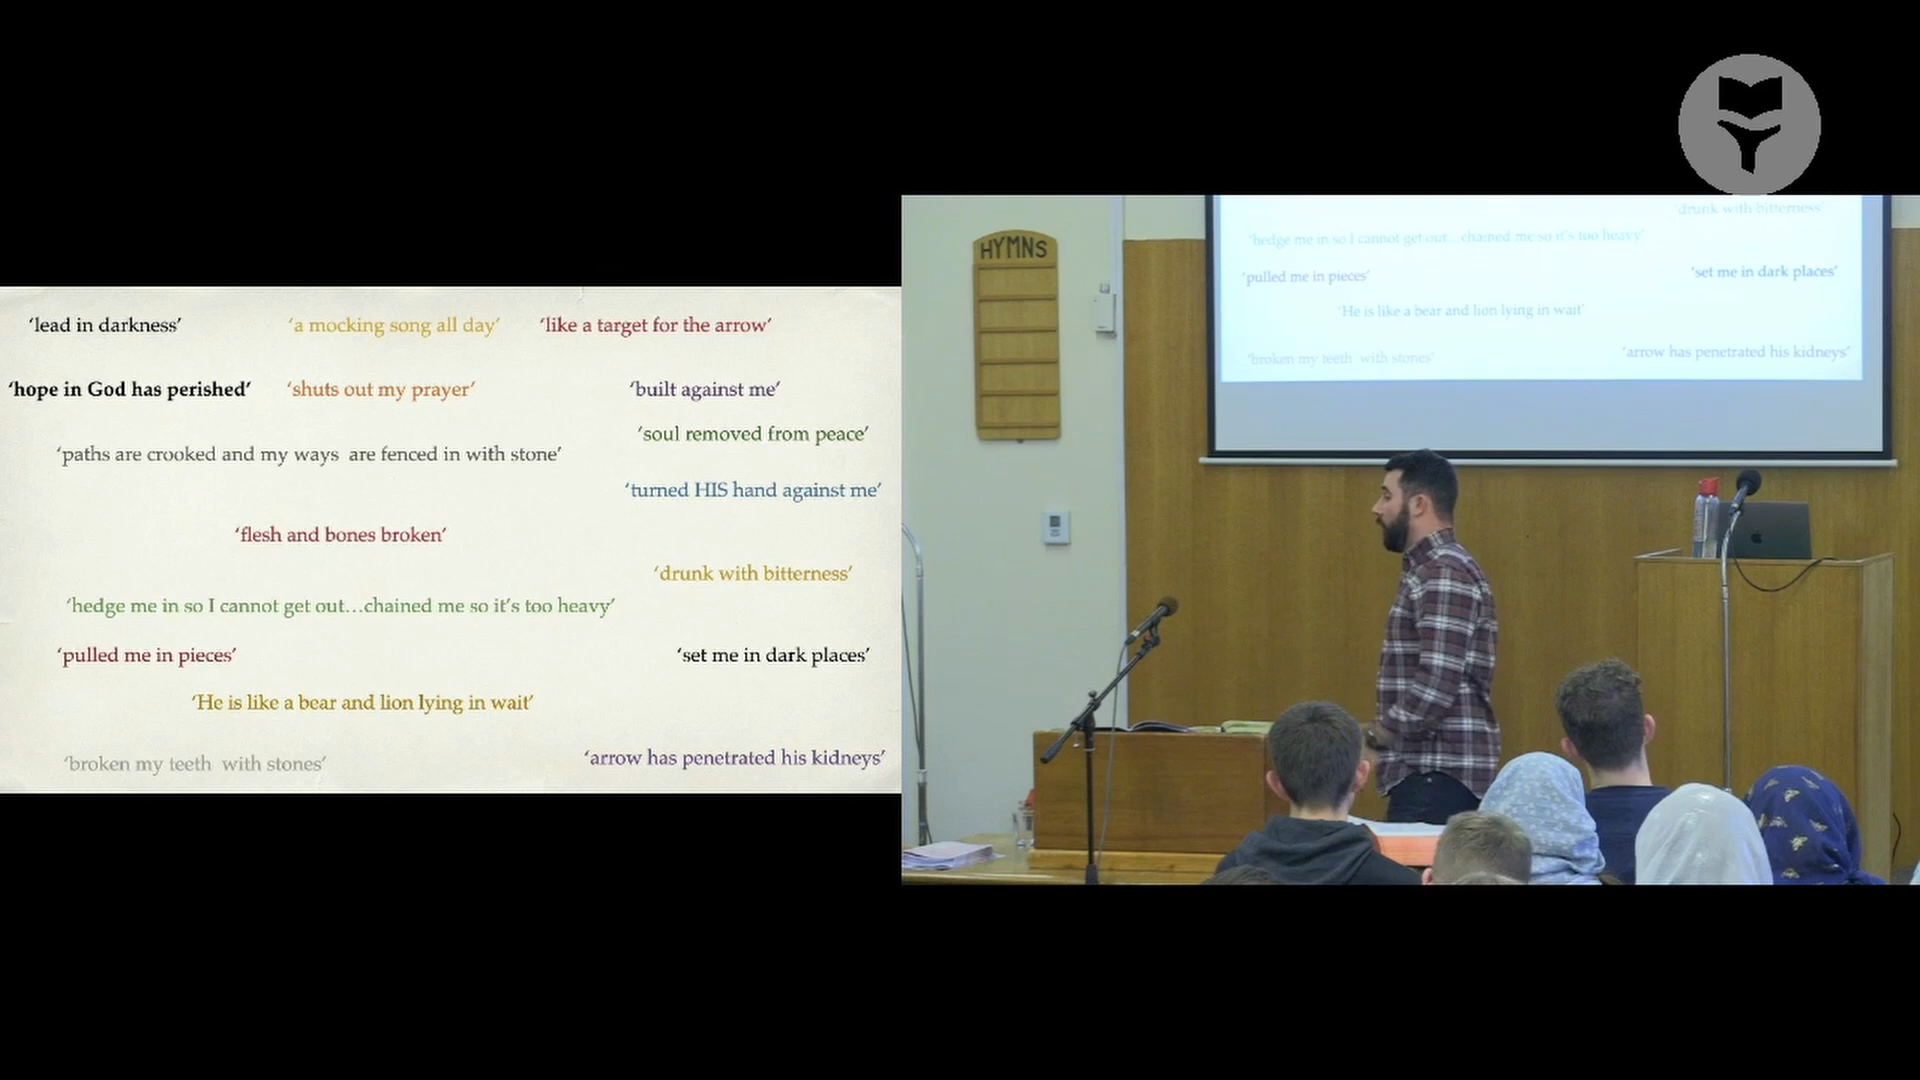 ‘lead in darkness’
‘a mocking song all day’
‘like a target for the arrow’
‘hope in God has perished’
‘shuts out my prayer’
‘built against me’
‘soul removed from peace’
‘paths are crooked and my ways are fenced in with stone’
‘turned HIS hand against me’
‘flesh and bones broken’
‘drunk with bitterness’
‘hedge me in so I cannot get out…chained me so it’s too heavy’
‘pulled me in pieces’
‘set me in dark places’
‘He is like a bear and lion lying in wait’
‘broken my teeth with stones’
‘arrow has penetrated his kidneys’
HYMNS
drunk with bitterness’
‘hedge me in so I cannot get out…chained me so it’s too heavy’
‘pulled me in pieces’
‘set me in dark places’
‘He is like a bear and lion lying in wait’
‘broken my teeth with stones’
‘arrow has penetrated his kidneys’